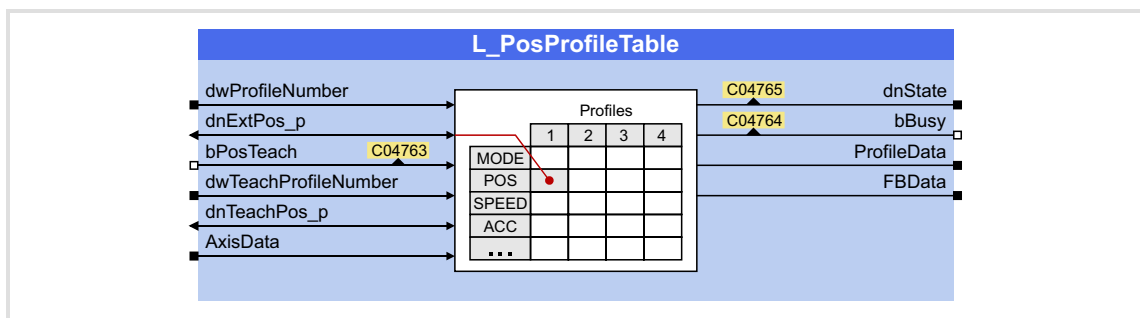 L_PosProfileTable
dwProfileNumber
dnExtPos_p
bPosTeach C04763
dwTeachProfileNumber
dnTeachPos_p
AxisData
Profiles
1 2 3 4
MODE
POS
SPEED
ACC
...
C04765 dnState
C04764 bBusy
ProfileData
FBData